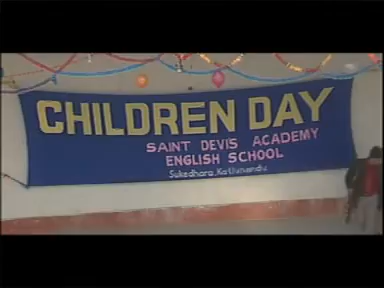 CHILDREN DAY
SAINT DEVIS ACADEMY
ENGLISH SCHOOL
Sukedhara, Kathmandu